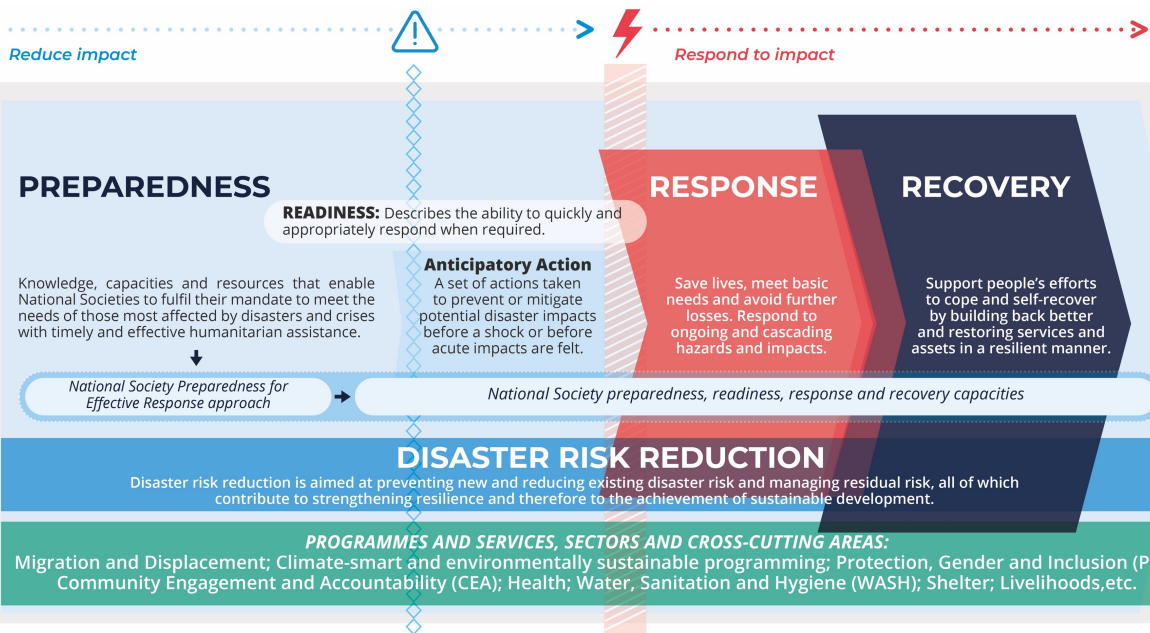 Reduce impact
Respond to impact
PREPAREDNESS
READINESS: Describes the ability to quickly and
appropriately respond when required.
Knowledge, capacities and resources that enable
National Societies to fulfil their mandate to meet the
needs of those most affected by disasters and crises
with timely and effective humanitarian assistance.
Anticipatory Action
A set of actions taken
to prevent or mitigate
potential disaster impacts
before a shock or before
acute impacts are felt.
RESPONSE
Save lives, meet basic
needs and avoid further
losses. Respond to
ongoing and cascading
hazards and impacts.
RECOVERY
Support people’s efforts
to cope and self-recover
by building back better
and restoring services and
assets in a resilient manner.
National Society Preparedness for
Effective Response approach
National Society preparedness, readiness, response and recovery capacities
DISASTER RISK REDUCTION
Disaster risk reduction is aimed at preventing new and reducing existing disaster risk and managing residual risk, all of which
contribute to strengthening resilience and therefore to the achievement of sustainable development.
PROGRAMMES AND SERVICES, SECTORS AND CROSS-CUTTING AREAS:
Migration and Displacement; Climate-smart and environmentally sustainable programming; Protection, Gender and Inclusion (P
Community Engagement and Accountability (CEA); Health; Water, Sanitation and Hygiene (WASH); Shelter; Livelihoods,etc.